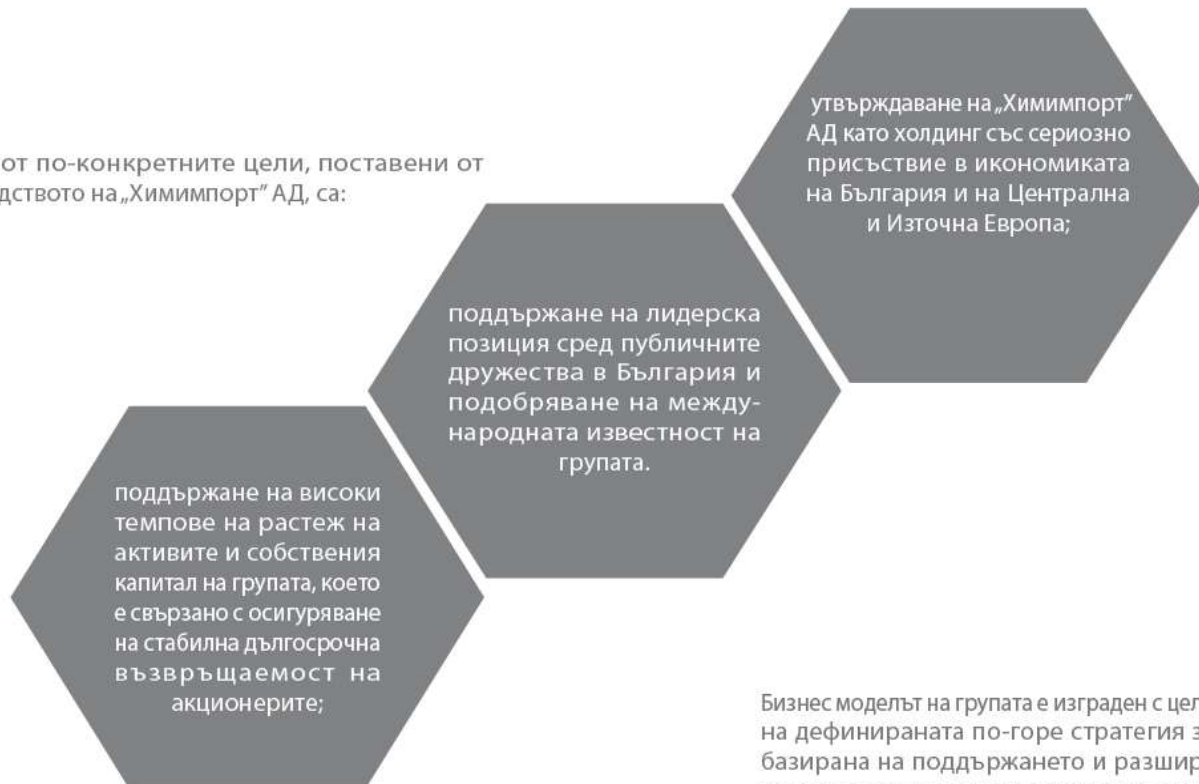 от по-конкретните цели, поставени от
на „Химимпорт” АД, са:
утвърждаване на „Химимпорт”
АД като холдинг със сериозно
присъствие в икономиката
на България и на Централна
и Източна Европа;
поддържане на лидерска
позиция сред публичните
дружества в България и
подобряване на между-
народната известност на
групата.
поддържане на високи
темпове на растеж на
активите и собствения
капитал на групата, което
е свързано с осигуряване
на стабилна дългосрочна
възвръщаемост на
акционерите;
Бизнес моделът на групата е изграден с
на дефинираната по-горе стратегия
базирана на поддържането и